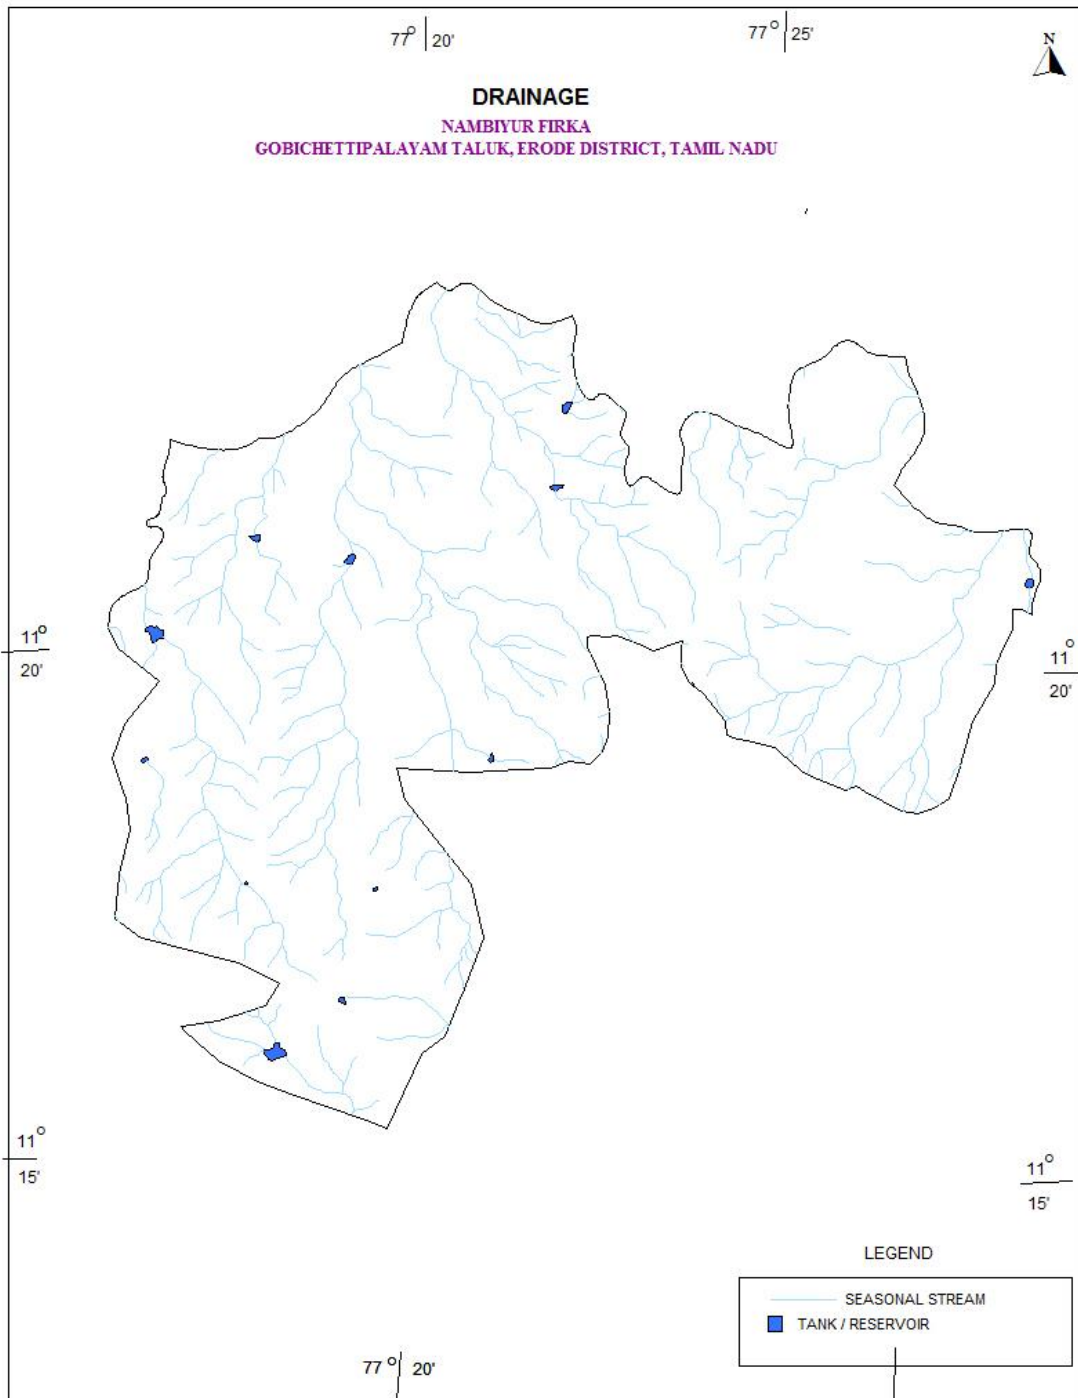 77° 20'
77° 25'
N
DRAINAGE
NAMBIYUR FIRKA
GOBICHETTIPALAYAM TALUK, ERODE DISTRICT, TAMIL NADU
11°
20'
11°
20'
11°
15'
11°
15'
LEGEND
SEASONAL STREAM
TANK / RESERVOIR
77° 20'